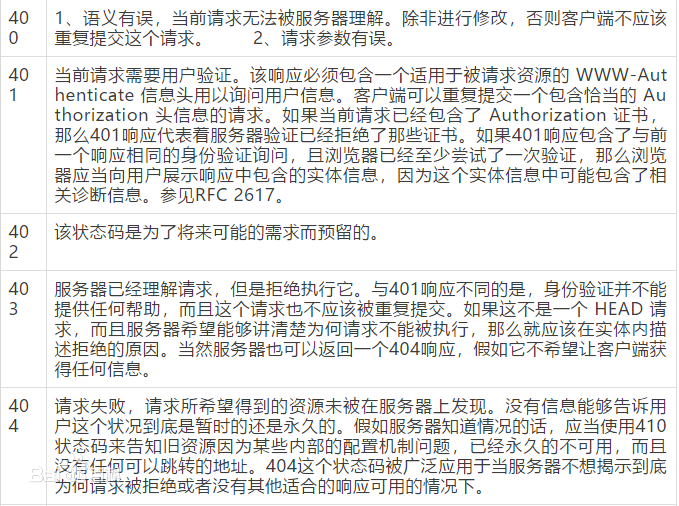 40 1、语义有误，当前请求无法被服务器理解。除非进行修改，否则客户端不应该
0 重复提交这个请求。 2、请求参数有误。
40 当前请求需要用户验证。该响应必须包含一个适用于被请求资源的 WWW-Aut
1 henticate 信息头用以询问用户信息。客户端可以重复提交一个包含恰当的 Au
thorization 头信息的请求。如果当前请求已经包含了 Authorization 证书，
那么401响应代表着服务器验证已经拒绝了那些证书。如果401响应包含了与前
一个响应相同的身份验证询问，且浏览器已经至少尝试了一次验证，那么浏览
器应当向用户展示响应中包含的实体信息，因为这个实体信息中可能包含了相
关诊断信息。参见RFC 2617。
40 该状态码是为了将来可能的需求而预留的。
2
40 服务器已经理解请求，但是拒绝执行它。与401响应不同的是，身份验证并不能
3 提供任何帮助，而且这个请求也不应该被重复提交。如果这不是一个 HEAD 请
求，而且服务器希望能够讲清楚为何请求不能被执行，那么就应该在实体内描
述拒绝的原因。当然服务器也可以返回一个404响应，假如它不希望让客户端获
得任何信息。
40 请求失败，请求所希望得到的资源未被在服务器上发现。没有信息能够告诉用
4 户这个状况到底是暂时的还是永久的。假如服务器知道情况的话，应当使用410
状态码来告知旧资源因为某些内部的配置机制问题，已经永久的不可用，而且
没有任何可以跳转的地址。404这个状态码被广泛应用于当服务器不想揭示到底
为何请求被拒绝或者没有其他适合的响应可用的情况下。